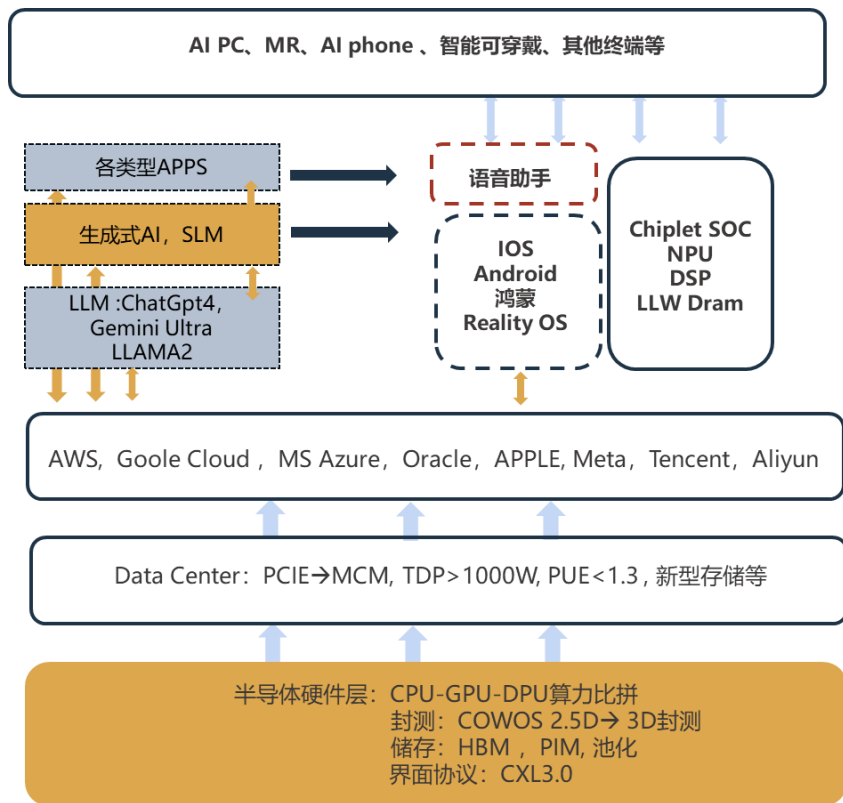 AI PC、MR、AI phone 、智能可穿戴、其他终端等
各类型APPS
语音助手
生成式AI，SLM
IOS
Android
鸿蒙
Reality OS
Chiplet SOC
NPU
DSP
LLW Dram
LLM :ChatGpt4,
Gemini Ultra
LLAMA2
AWS, Goole Cloud , MS Azure, Oracle, APPLE, Meta, Tencent, Aliyun
Data Center：PCIE→MCM, TDP>1000W, PUE<1.3 , 新型存储等
半导体硬件层：CPU-GPU-DPU算力比拼
封测：COWOS 2.5D→ 3D封测
储存：HBM ，PIM, 池化
界面协议：CXL3.0